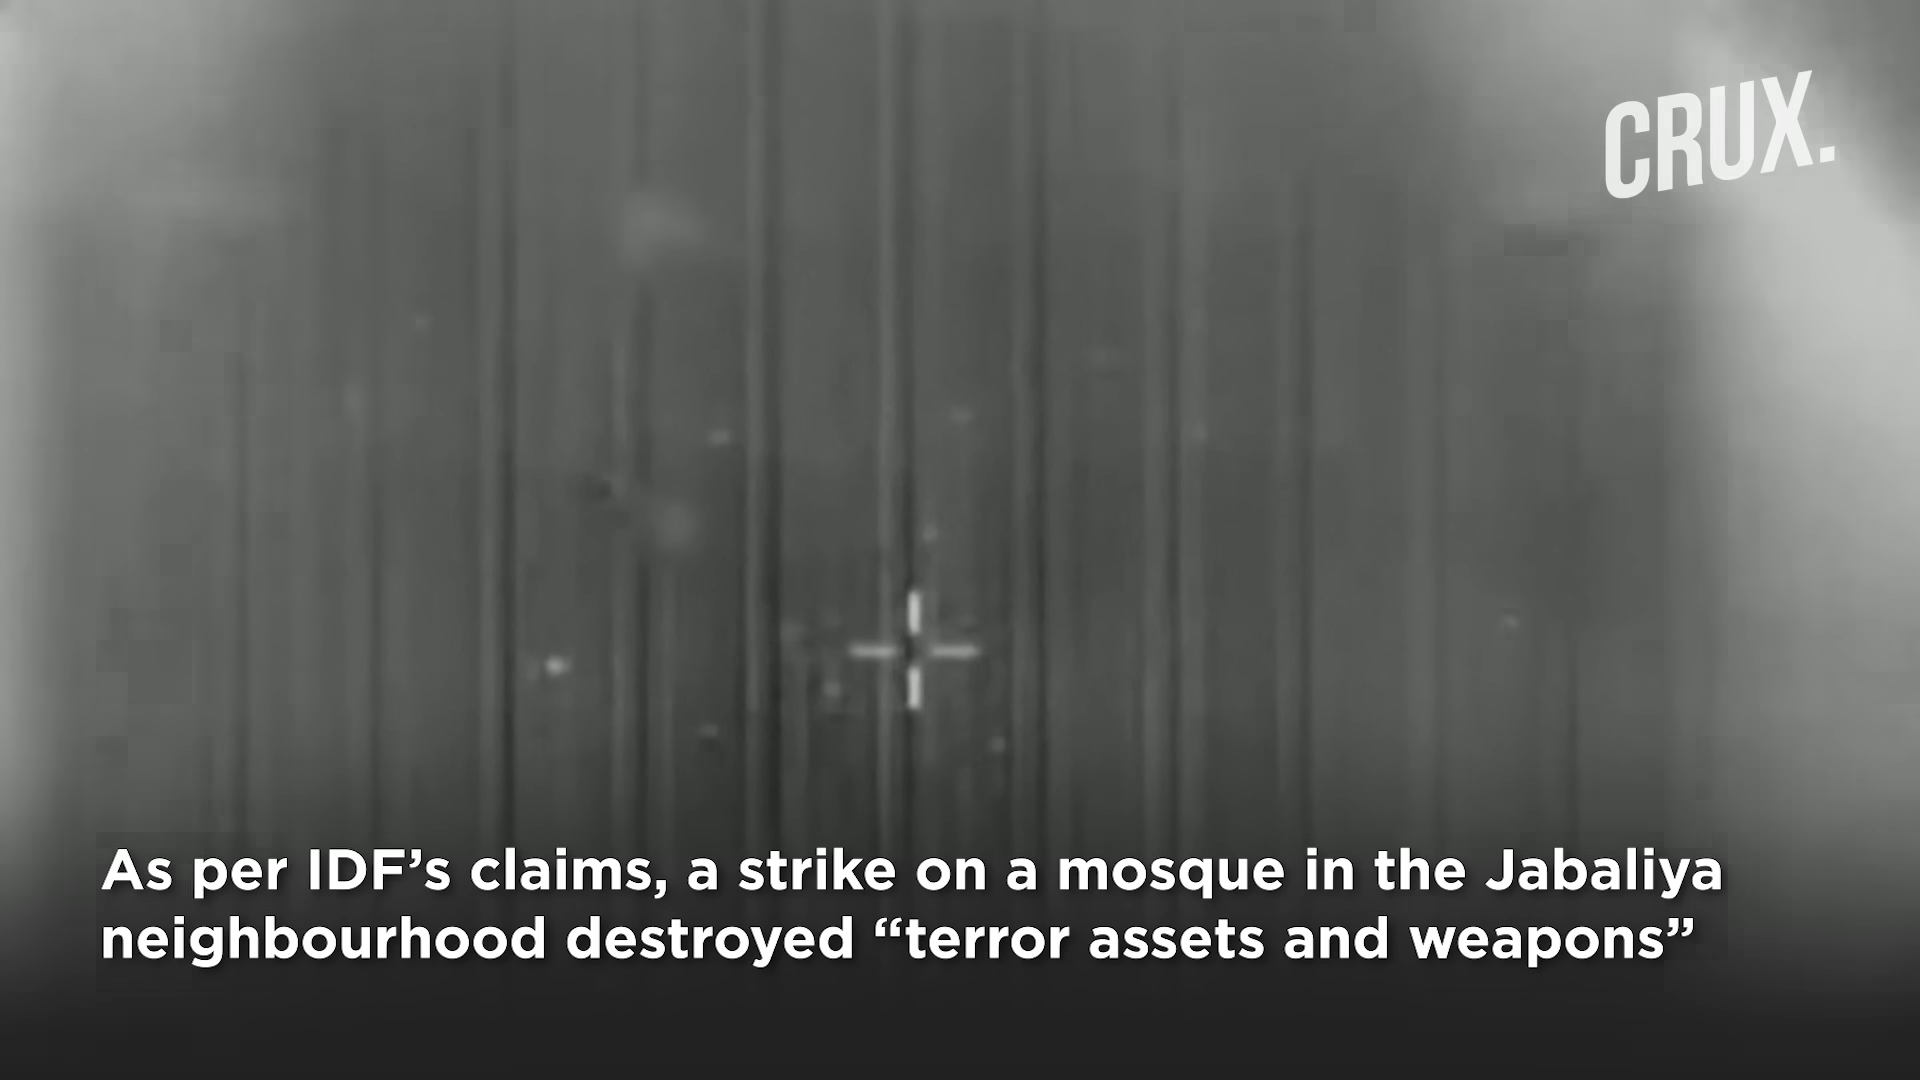 CRUX.
As per IDF’s claims, a strike on a mosque in the Jabaliya
neighbourhood destroyed “terror assets and weapons”